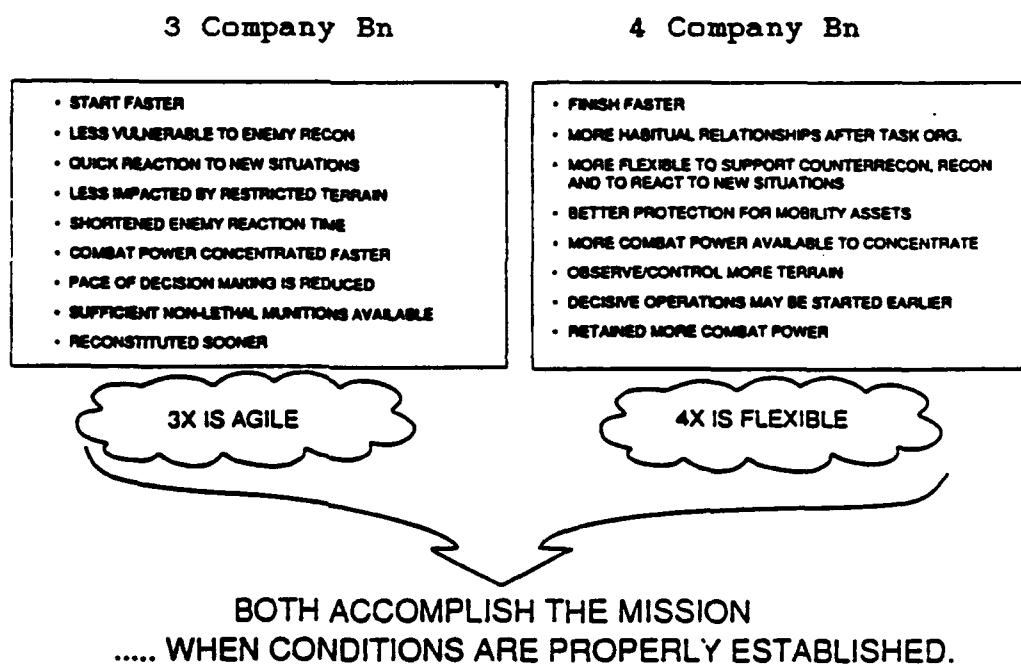 3 Company Bn
4 Company Bn
• START FASTER
• LESS VULNERABLE TO ENEMY RECON
• QUICK REACTION TO NEW SITUATIONS
• LESS IMPACTED BY RESTRICTED TERRAIN
• SHORTENED ENEMY REACTION TIME
• COMBAT POWER CONCENTRATED FASTER
• PACE OF DECISION MAKING IS REDUCED
• SUFFICIENT NON-LETHAL MUNITIONS AVAILABLE
• RECONSTITUTED SOONER
• FINISH FASTER
• MORE HABITUAL RELATIONSHIPS AFTER TASK ORG.
• MORE FLEXIBLE TO SUPPORT COUNTERRECON, RECON
AND TO REACT TO NEW SITUATIONS
• BETTER PROTECTION FOR MOBILITY ASSETS
• MORE COMBAT POWER AVAILABLE TO CONCENTRATE
• OBSERVE/CONTROL MORE TERRAIN
• DECISIVE OPERATIONS MAY BE STARTED EARLIER
• RETAINED MORE COMBAT POWER
3X IS AGILE
4X IS FLEXIBLE
BOTH ACCOMPLISH THE MISSION
..... WHEN CONDITIONS ARE PROPERLY ESTABLISHED.